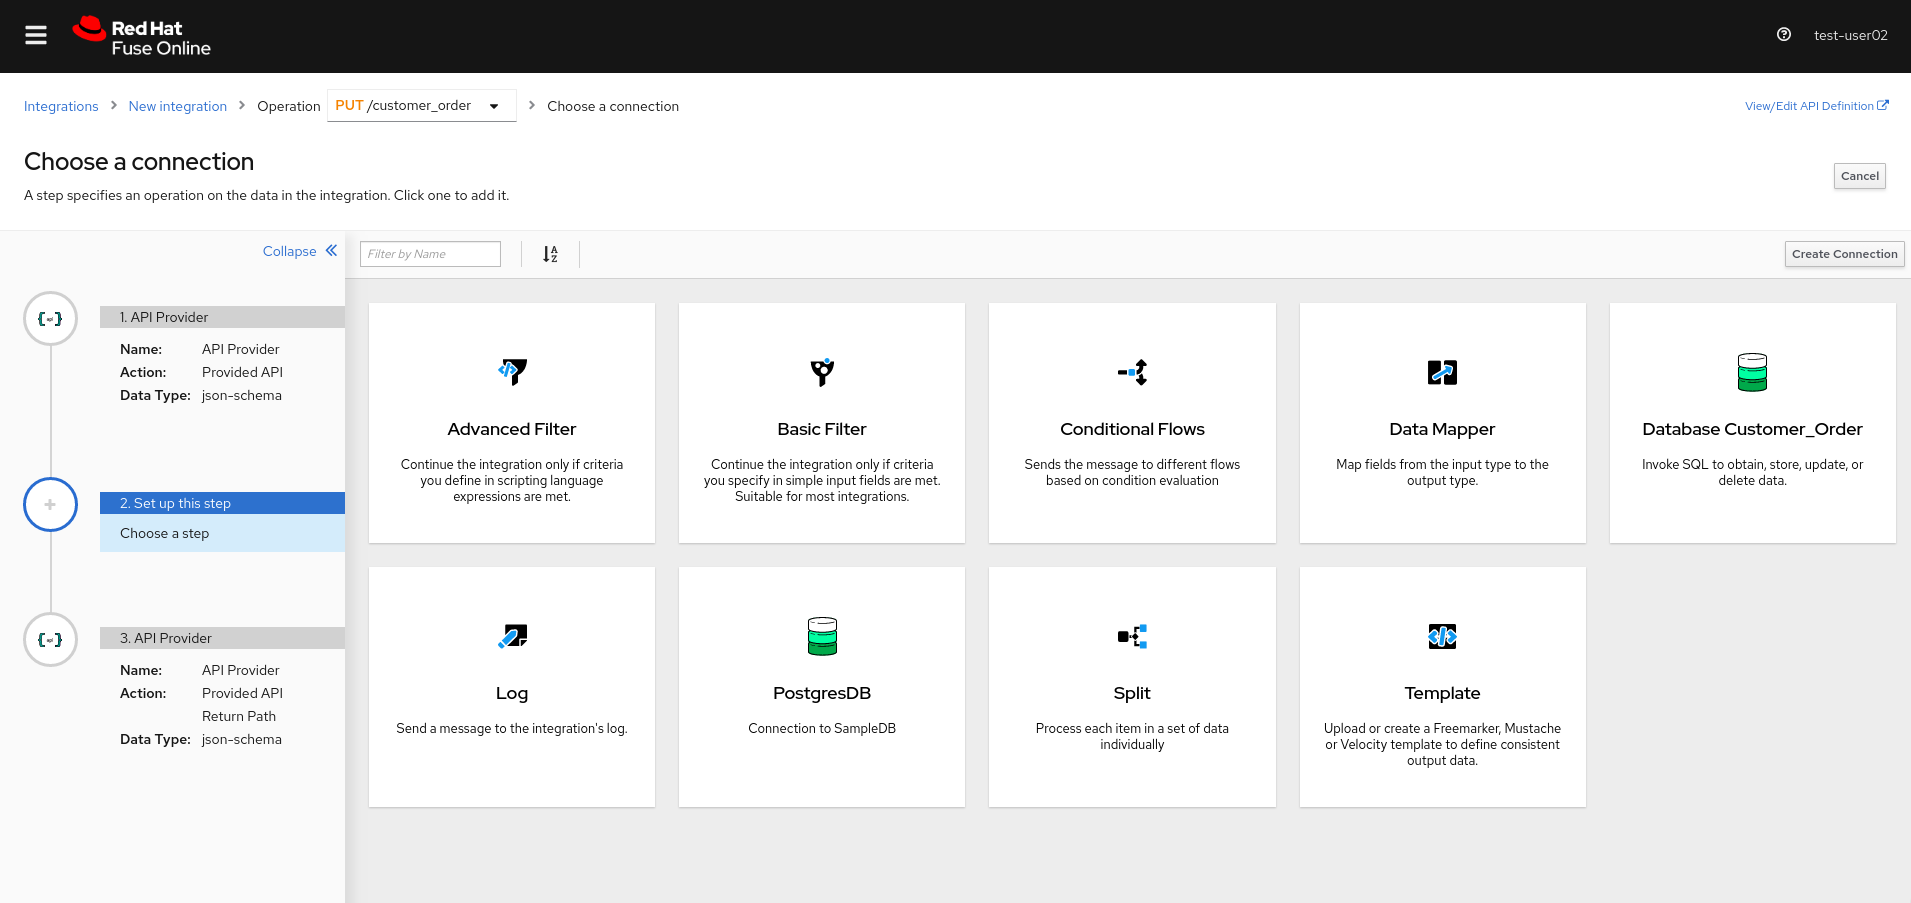 Red Hat
Fuse Online
test-user02
Integrations > New integration > Operation PUT /customer_order > Choose a connection
View/Edit API Definition
Choose a connection
A step specifies an operation on the data in the integration. Click one to add it.
Cancel
Collapse
Filter by Name
A
Z
Create Connection
1. API Provider
Name: API Provider
Action: Provided API
Data Type: json-schema
2. Set up this step
Choose a step
3. API Provider
Name: API Provider
Action: Provided API
Return Path
Data Type: json-schema
Advanced Filter
Continue the integration only if criteria
you define in scripting language
expressions are met.
Basic Filter
Continue the integration only if criteria
you specify in simple input fields are met.
Suitable for most integrations.
Conditional Flows
Sends the message to different flows
based on condition evaluation
Data Mapper
Map fields from the input type to the
output type.
Database Customer_Order
Invoke SQL to obtain, store, update, or
delete data.
Log
Send a message to the integration's log.
PostgresDB
Connection to SampleDB
Split
Process each item in a set of data
individually
Template
Upload or create a Freemarker, Mustache
or Velocity template to define consistent
output data.